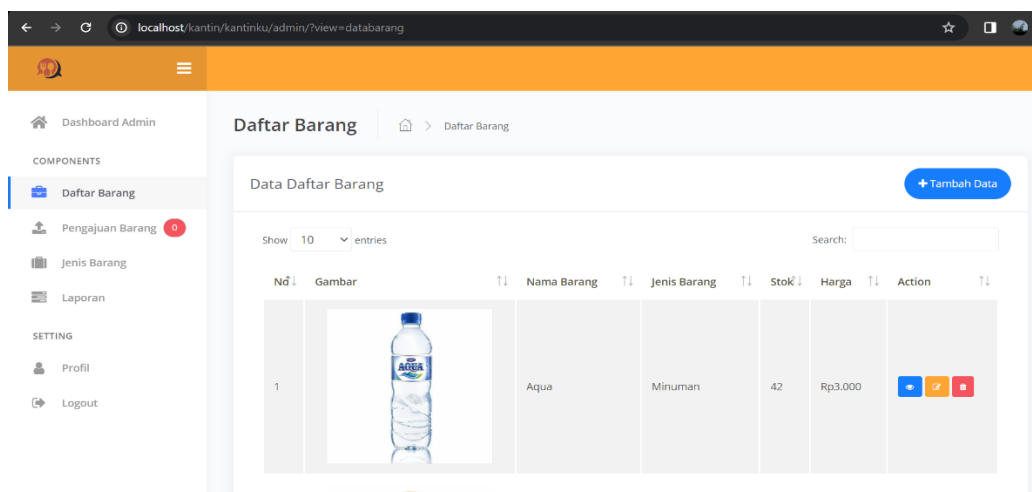 localhost/kantin/kantinku/admin/?view=databarang
Dashboard Admin
COMPONENTS
Daftar Barang
Pengajuan Barang 0
Jenis Barang
Laporan
SETTING
Profil
Logout
Daftar Barang > Daftar Barang
Data Daftar Barang
+ Tambah Data
Show 10 entries
Search:
No Gambar Nama Barang Jenis Barang Stok Harga Action
1 Aqua Minuman 42 Rp3.000
AQUA